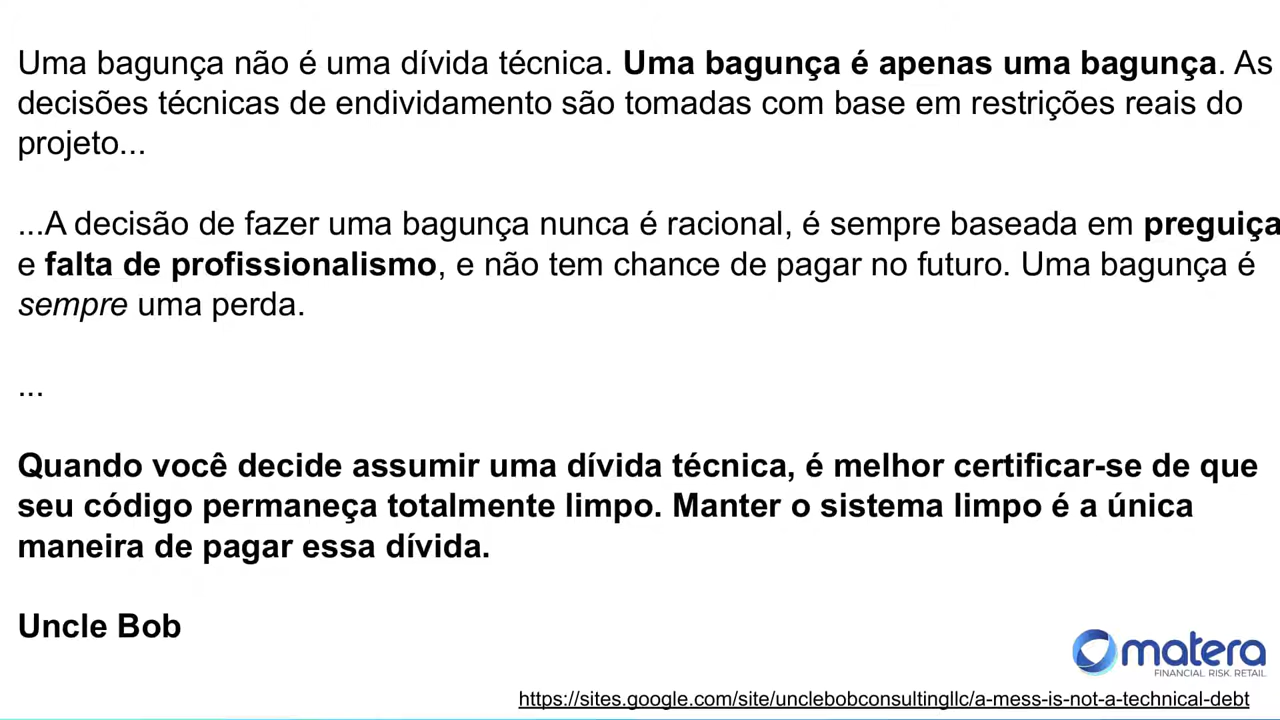 Uma bagunça não é uma dívida técnica. Uma bagunça é apenas uma bagunça. As
decisões técnicas de endividamento são tomadas com base em restrições reais do
projeto...
...A decisão de fazer uma bagunça nunca é racional, é sempre baseada em preguiça
e falta de profissionalismo, e não tem chance de pagar no futuro. Uma bagunça é
sempre uma perda.
...
Quando você decide assumir uma dívida técnica, é melhor certificar-se de que
seu código permaneça totalmente limpo. Manter o sistema limpo é a única
maneira de pagar essa dívida.
Uncle Bob
matera
FINANCIAL RISK RETAIL
https://sites.google.com/site/unclebobconsultingllc/a-mess-is-not-a-technical-debt